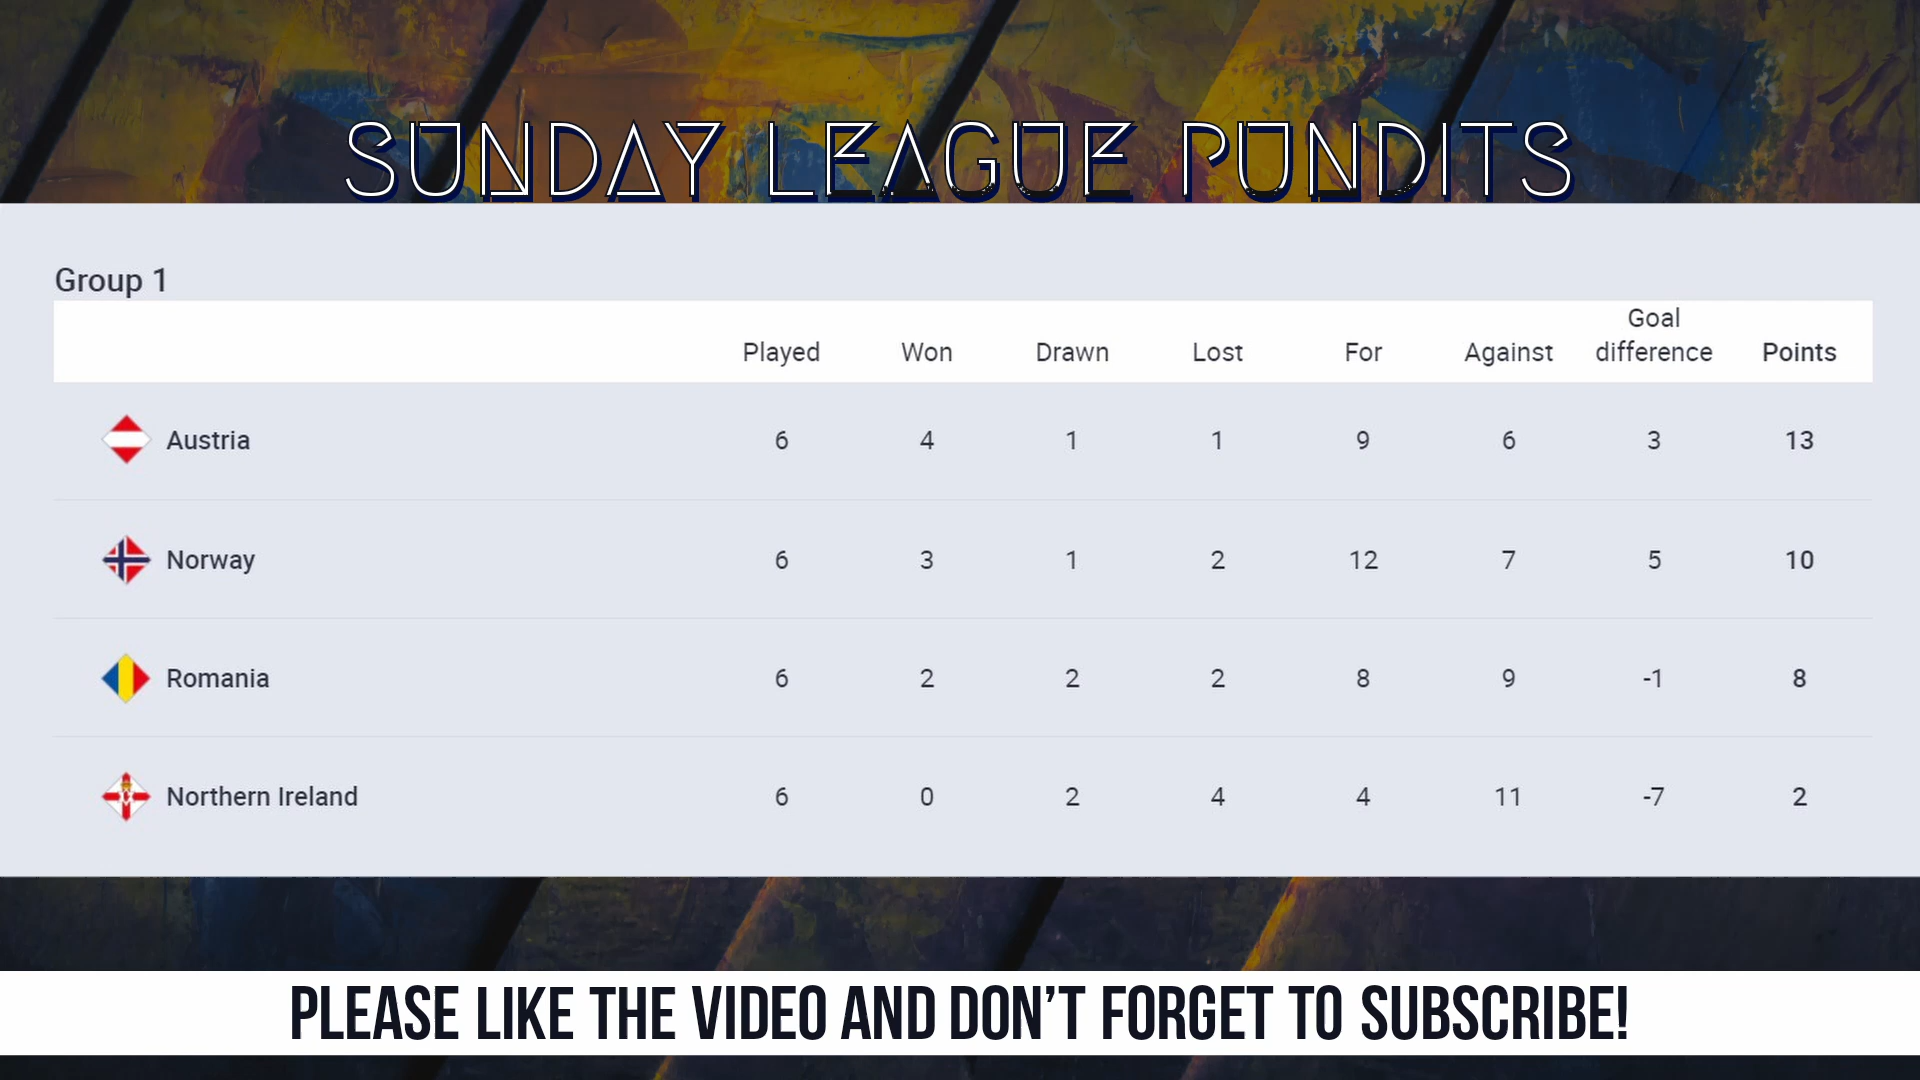 SUNDAY LEAGUE PUNDITS
Group 1
Played Won Drawn Lost For Against Goal difference Points
Austria 6 4 1 1 9 6 3 13
Norway 6 3 1 2 12 7 5 10
Romania 6 2 2 2 8 9 -1 8
Northern Ireland 6 0 2 4 4 11 -7 2
PLEASE LIKE THE VIDEO AND DON'T FORGET TO SUBSCRIBE!